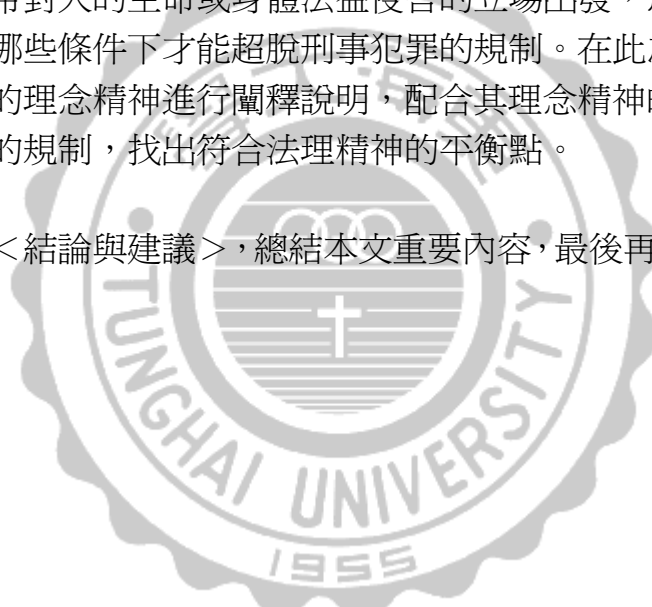 常對人的生命或身體法益侵害的立場出發，
那些條件下才能超脫刑事犯罪的規制。在此
的理念精神進行闡釋說明，配合其理念精神
的規制，找出符合法理精神的平衡點。
＜結論與建議＞，總結本文重要內容，最後再
TUNGHAI UNIVERSITY
1955